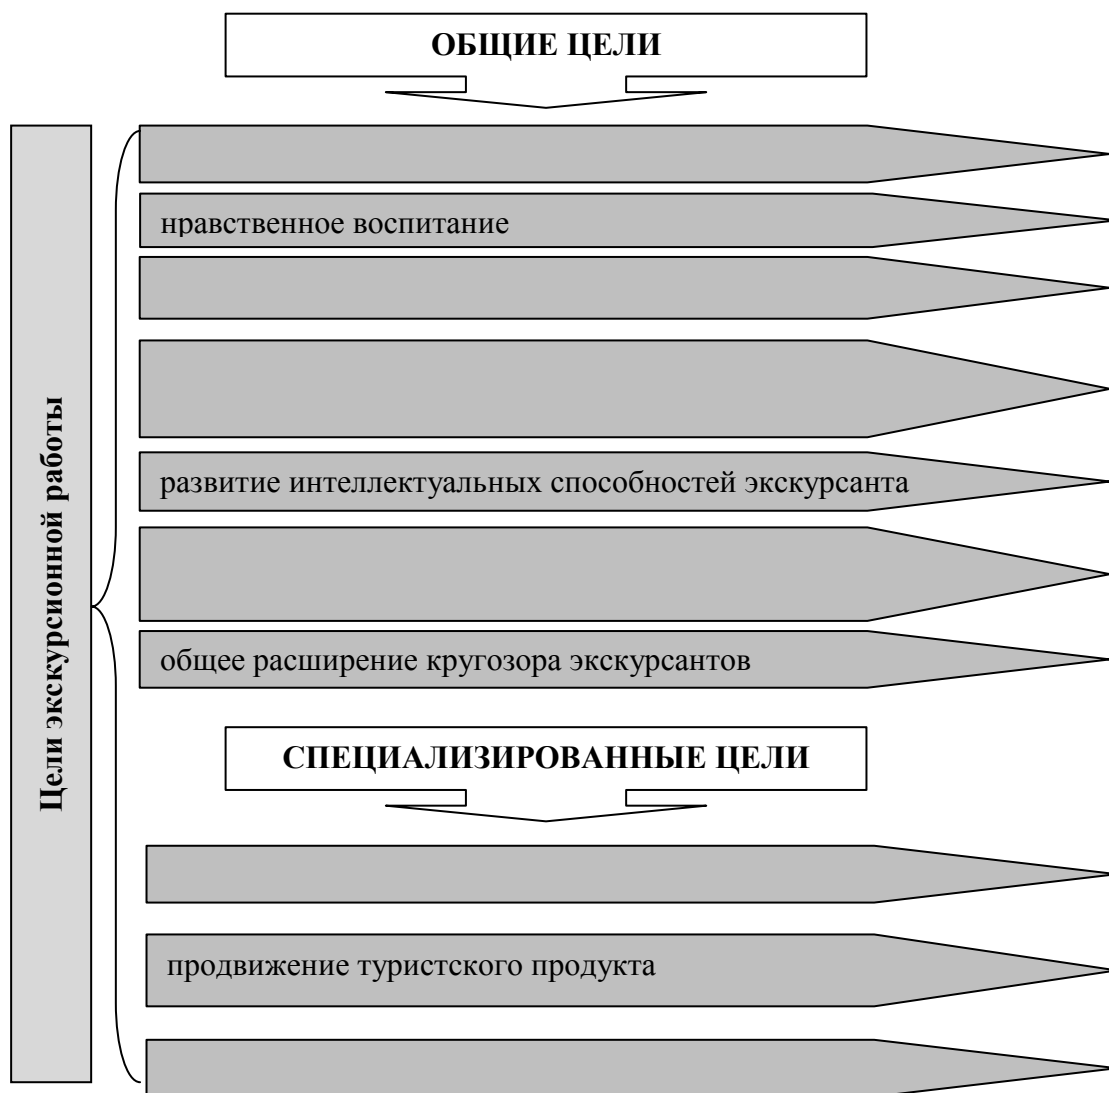 ОБЩИЕ ЦЕЛИ
нравственное воспитание
развитие интеллектуальных способностей экскурсанта
общее расширение кругозора экскурсантов
Цели экскурсионной работы
СПЕЦИАЛИЗИРОВАННЫЕ ЦЕЛИ
продвижение туристского продукта